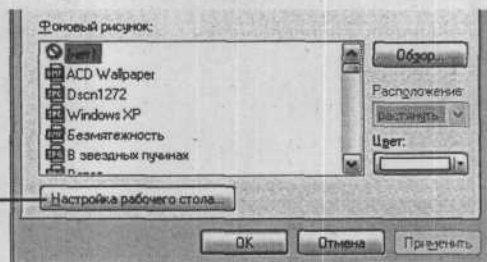 Фоновый рисунок:
(Нет)
ACD Wallpaper
Dscn1272
Windows XP
Безмятежность
В звездных пучинах
Обзор...
Расположение:
растянуть
Цвет:
Настройка рабочего стола...
OK
Отмена
Применить